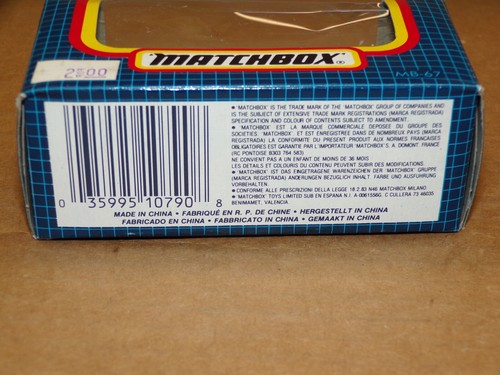 MATCHBOX®
2500
MB-67
• MATCHBOX' IS THE TRADE MARK OF THE 'MATCHBOX' GROUP OF COMPANIES AND
IS THE SUBJECT OF EXTENSIVE TRADE MARK REGISTRATIONS (MARCA REGISTRADA)
SPECIFICATION AND COLOUR OF CONTENTS SUBJECT TO AMENDMENT.
• 'MATCHBOX' EST LA MARQUE COMMERCIALE DEPOSEE DU GROUPE DES
SOCIETES 'MATCHBOX' ET EST ENREGISTREE DANS DE NOMBREUX PAYS (MARCA
REGISTRADA) LA CONFORMITE DU PRESENT PRODUIT AUX NORMES FRANCAISES
OBLIGATOIRES EST GARANTIE PAR L'IMPORTATEUR 'MATCHBOX' S. A. DOMONT. FRANCE
(RC PONTOISE B303 764 583)
NE CONVIENT PAS A UN ENFANT DE MOINS DE 36 MOIS
LES DETAILS ET COLORIS DU CONTENU PEUVENT SUBIR DES MODIFICATIONS.
• 'MATCHBOX' IST DAS EINGETRAGENE WARENZEICHEN DER 'MATCHBOX' GRUPPE
(MARCA REGISTRADA) ANDERUNGEN BEZUGLICH INHALT. FARBE UND AUSFUHRUNG
VORBEHALTEN
• CONFORME ALLE PRESCRIZIONI DELLA LEGGE 18 2 83 N46 MATCHBOX MILANO
• MATCHBOX TOYS LIMITED SUB EN ESPANA N.I. C CULLERA 73 46035
BENIMAMET, VALENCIA
0 35995 10790 8
MADE IN CHINA • FABRIQUÉ EN R. P. DE CHINE • HERGESTELLT IN CHINA
FABRICADO EN CHINA • FABBRICATO IN CHINA • GEMAAKT IN CHINA